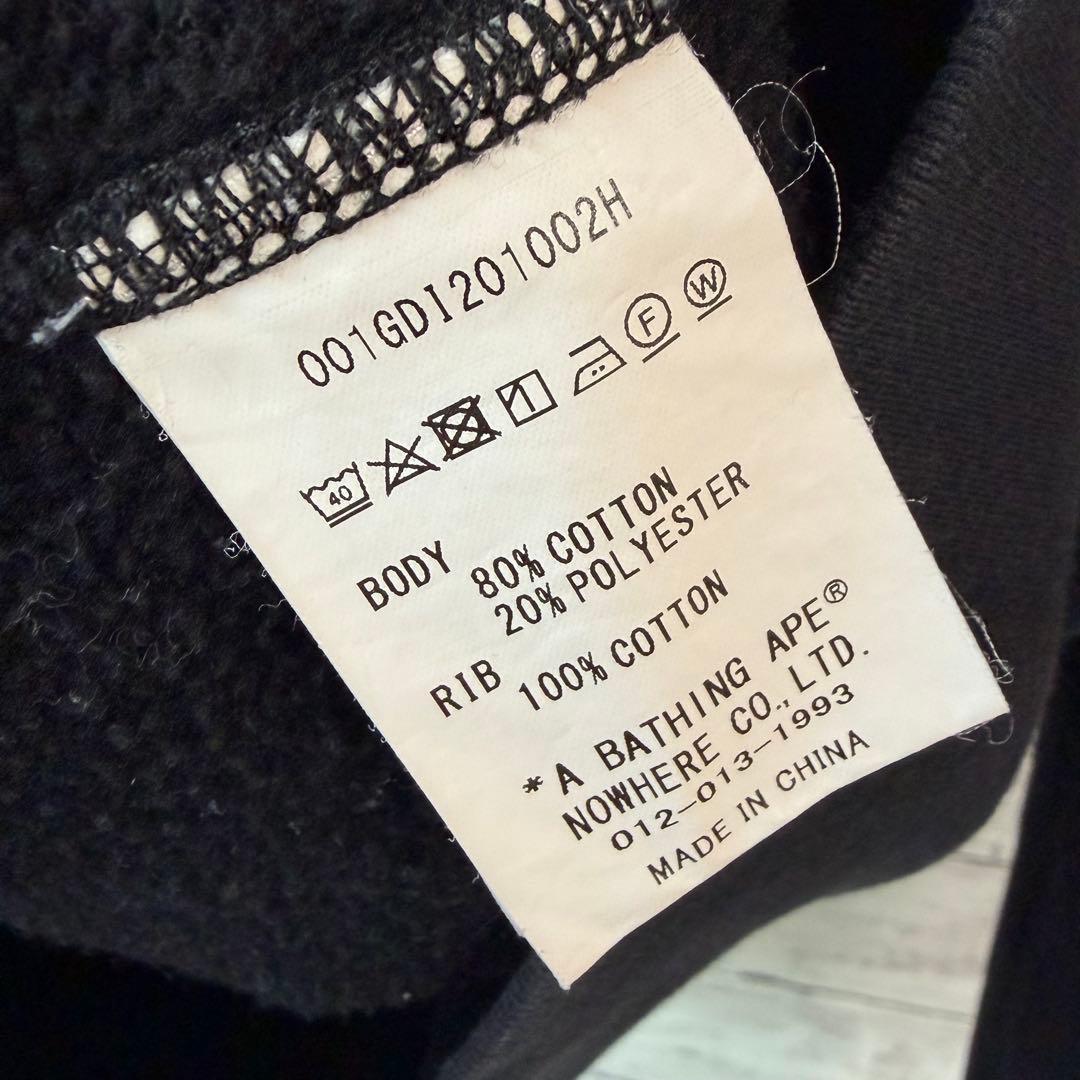 001GDI201002H
40 F W
BODY 80% COTTON
20% POLYESTER
RIB 100% COTTON
*A BATHING APE®
NOWHERE CO., LTD.
012-013-1993
MADE IN CHINA